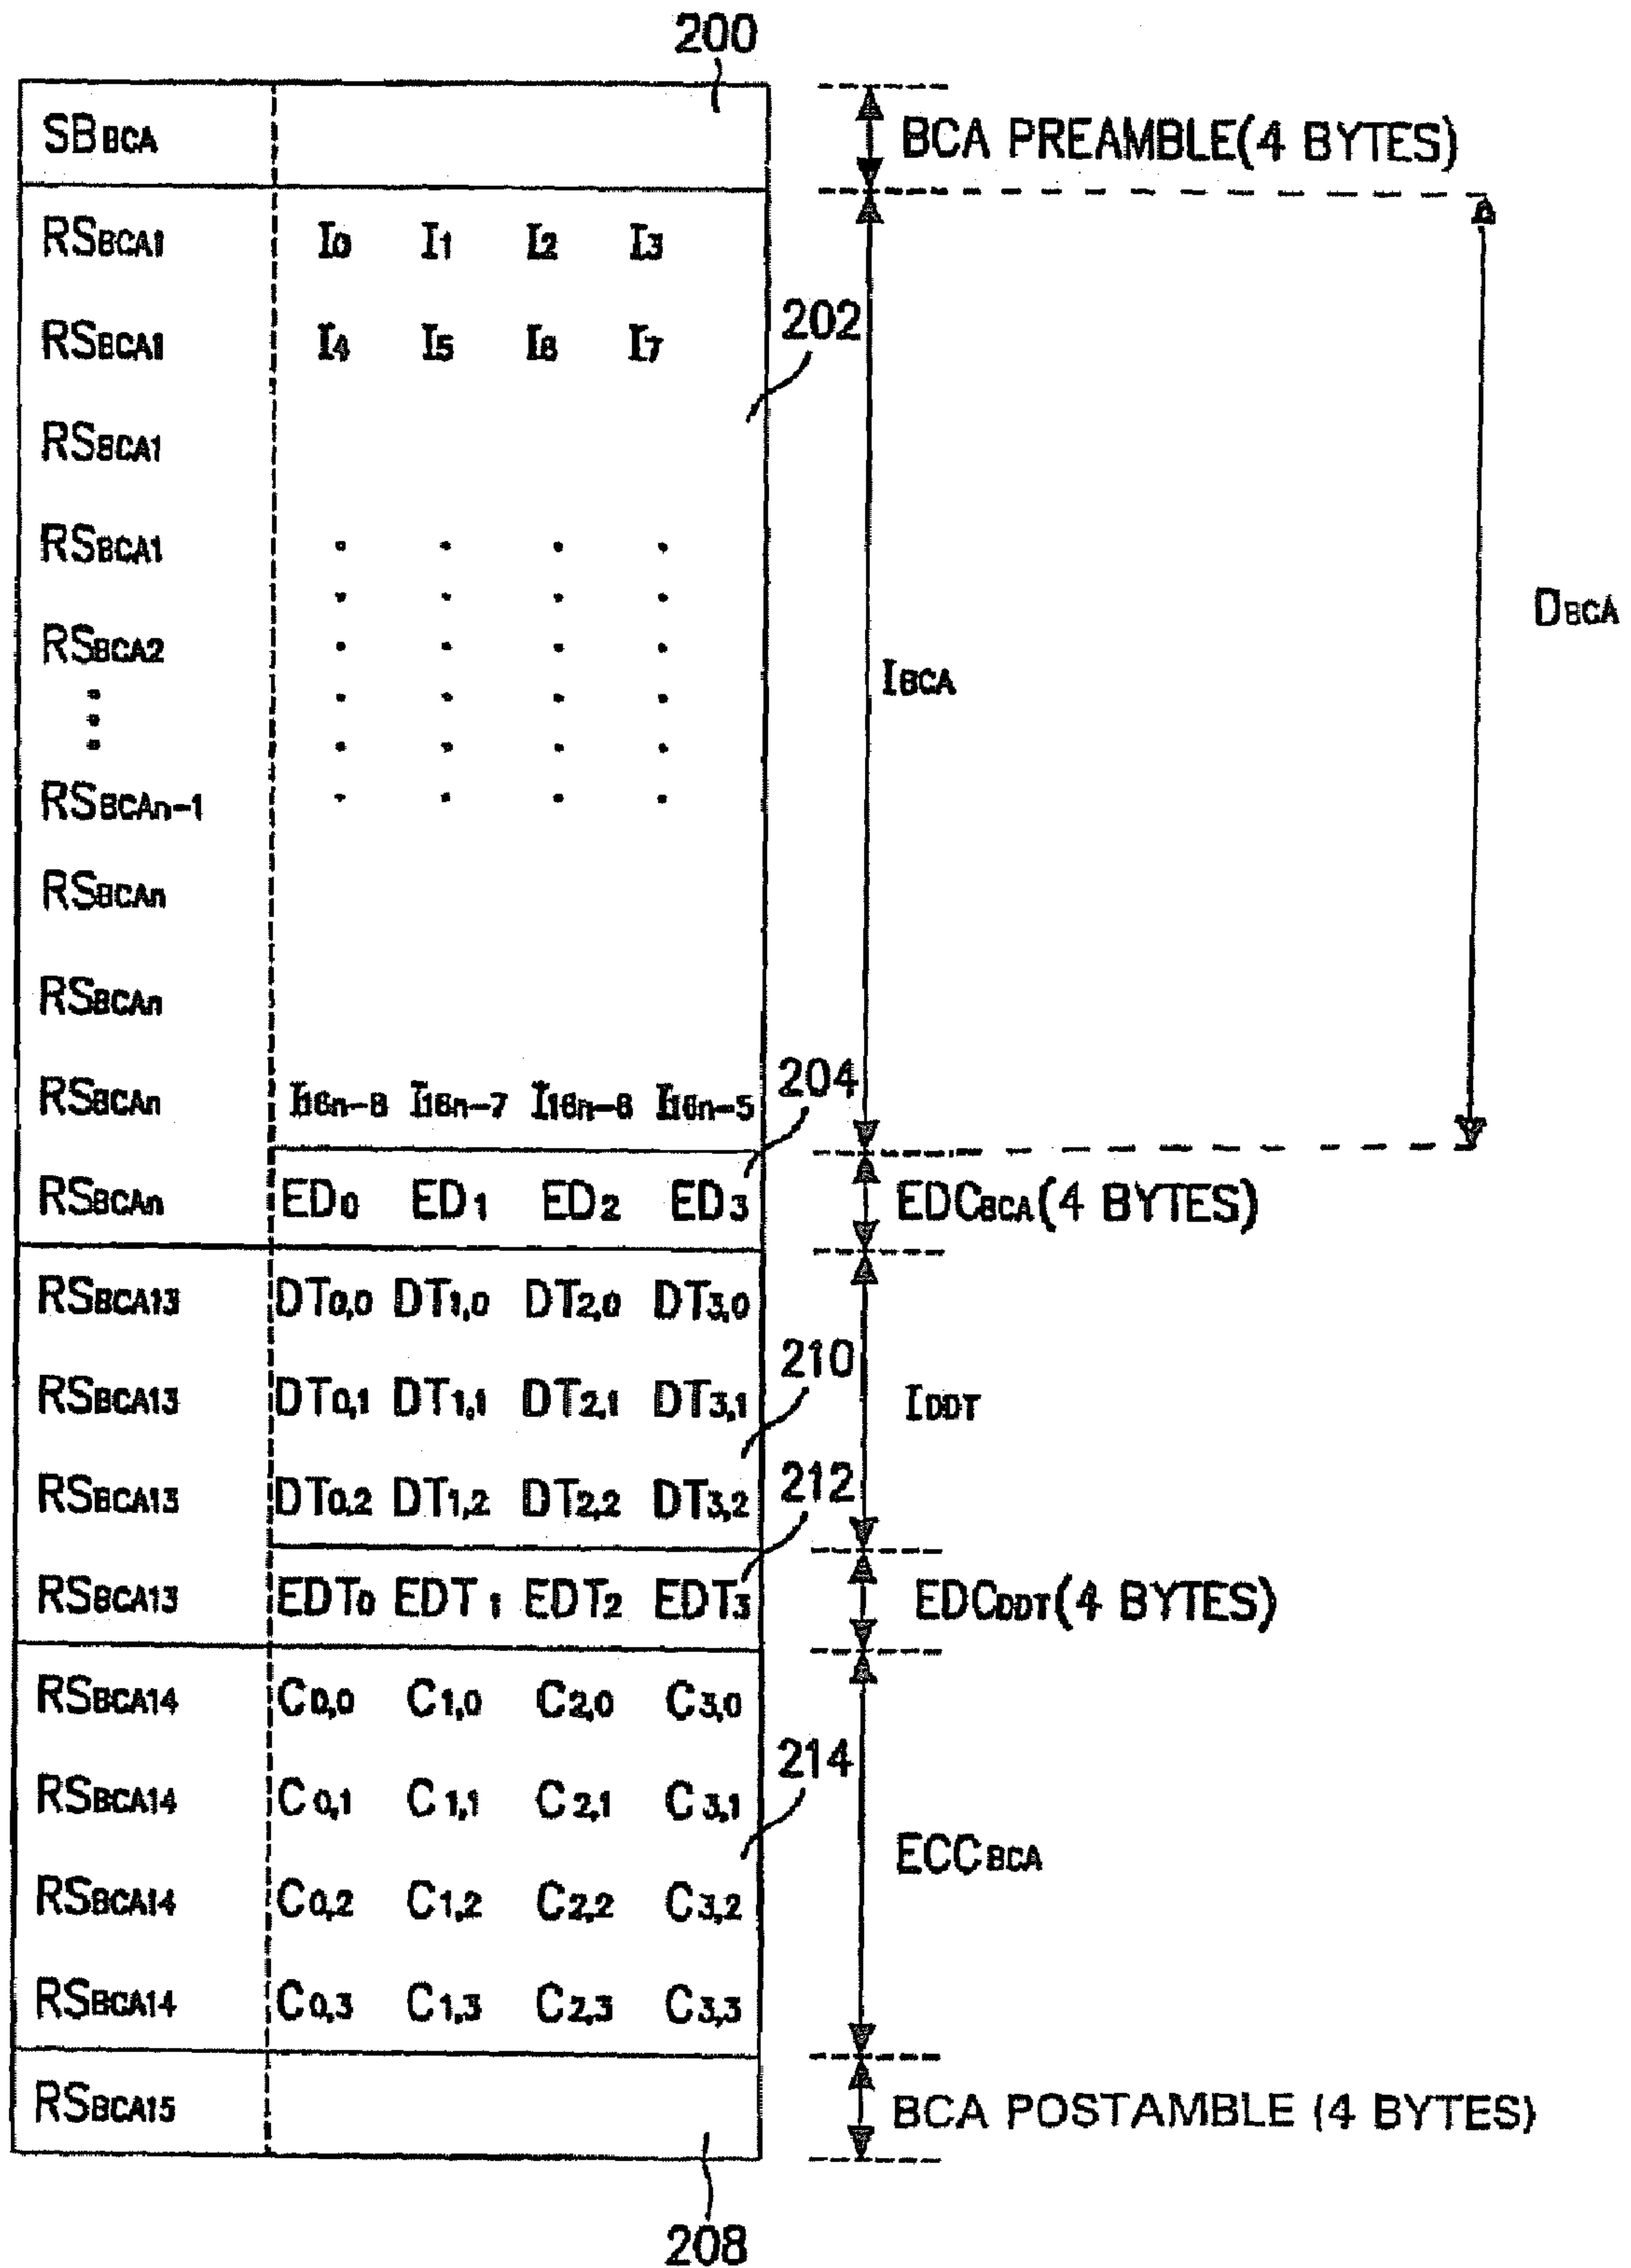 200
SBBCA BCA PREAMBLE(4 BYTES)
RSBCA1 I0 I1 I2 I3
202
RSBCA1 I4 I5 I6 I7
RSBCA1
RSBCA1 . . . .
. . . .
DBCA
RSBCA2 . . . .
IBCA
. . . .
. . . .
RSBCAn-1 . . . .
RSBCAn
RSBCAn
204
RSBCAn I16n-8 I16n-7 I16n-6 I16n-5
RSBCAn ED0 ED1 ED2 ED3 EDCBCA(4 BYTES)
RSBCA13 DT0,0 DT1,0 DT2,0 DT3,0
210
RSBCA13 DT0,1 DT1,1 DT2,1 DT3,1 IDDT
212
RSBCA13 DT0,2 DT1,2 DT2,2 DT3,2
RSBCA13 EDT0 EDT1 EDT2 EDT3 EDCDDT(4 BYTES)
RSBCA14 C0,0 C1,0 C2,0 C3,0
214
RSBCA14 C0,1 C1,1 C2,1 C3,1
ECCBCA
RSBCA14 C0,2 C1,2 C2,2 C3,2
RSBCA14 C0,3 C1,3 C2,3 C3,3
RSBCA15 BCA POSTAMBLE (4 BYTES)
208